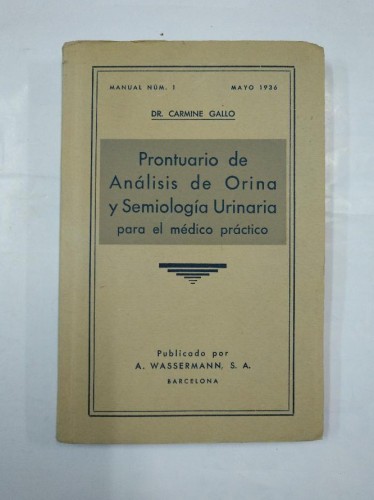 MANUAL NÚM. 1 MAYO 1936
DR. CARMINE GALLO
Prontuario de
Análisis de Orina
y Semiología Urinaria
para el médico práctico
Publicado por
A. WASSERMANN, S. A.
BARCELONA